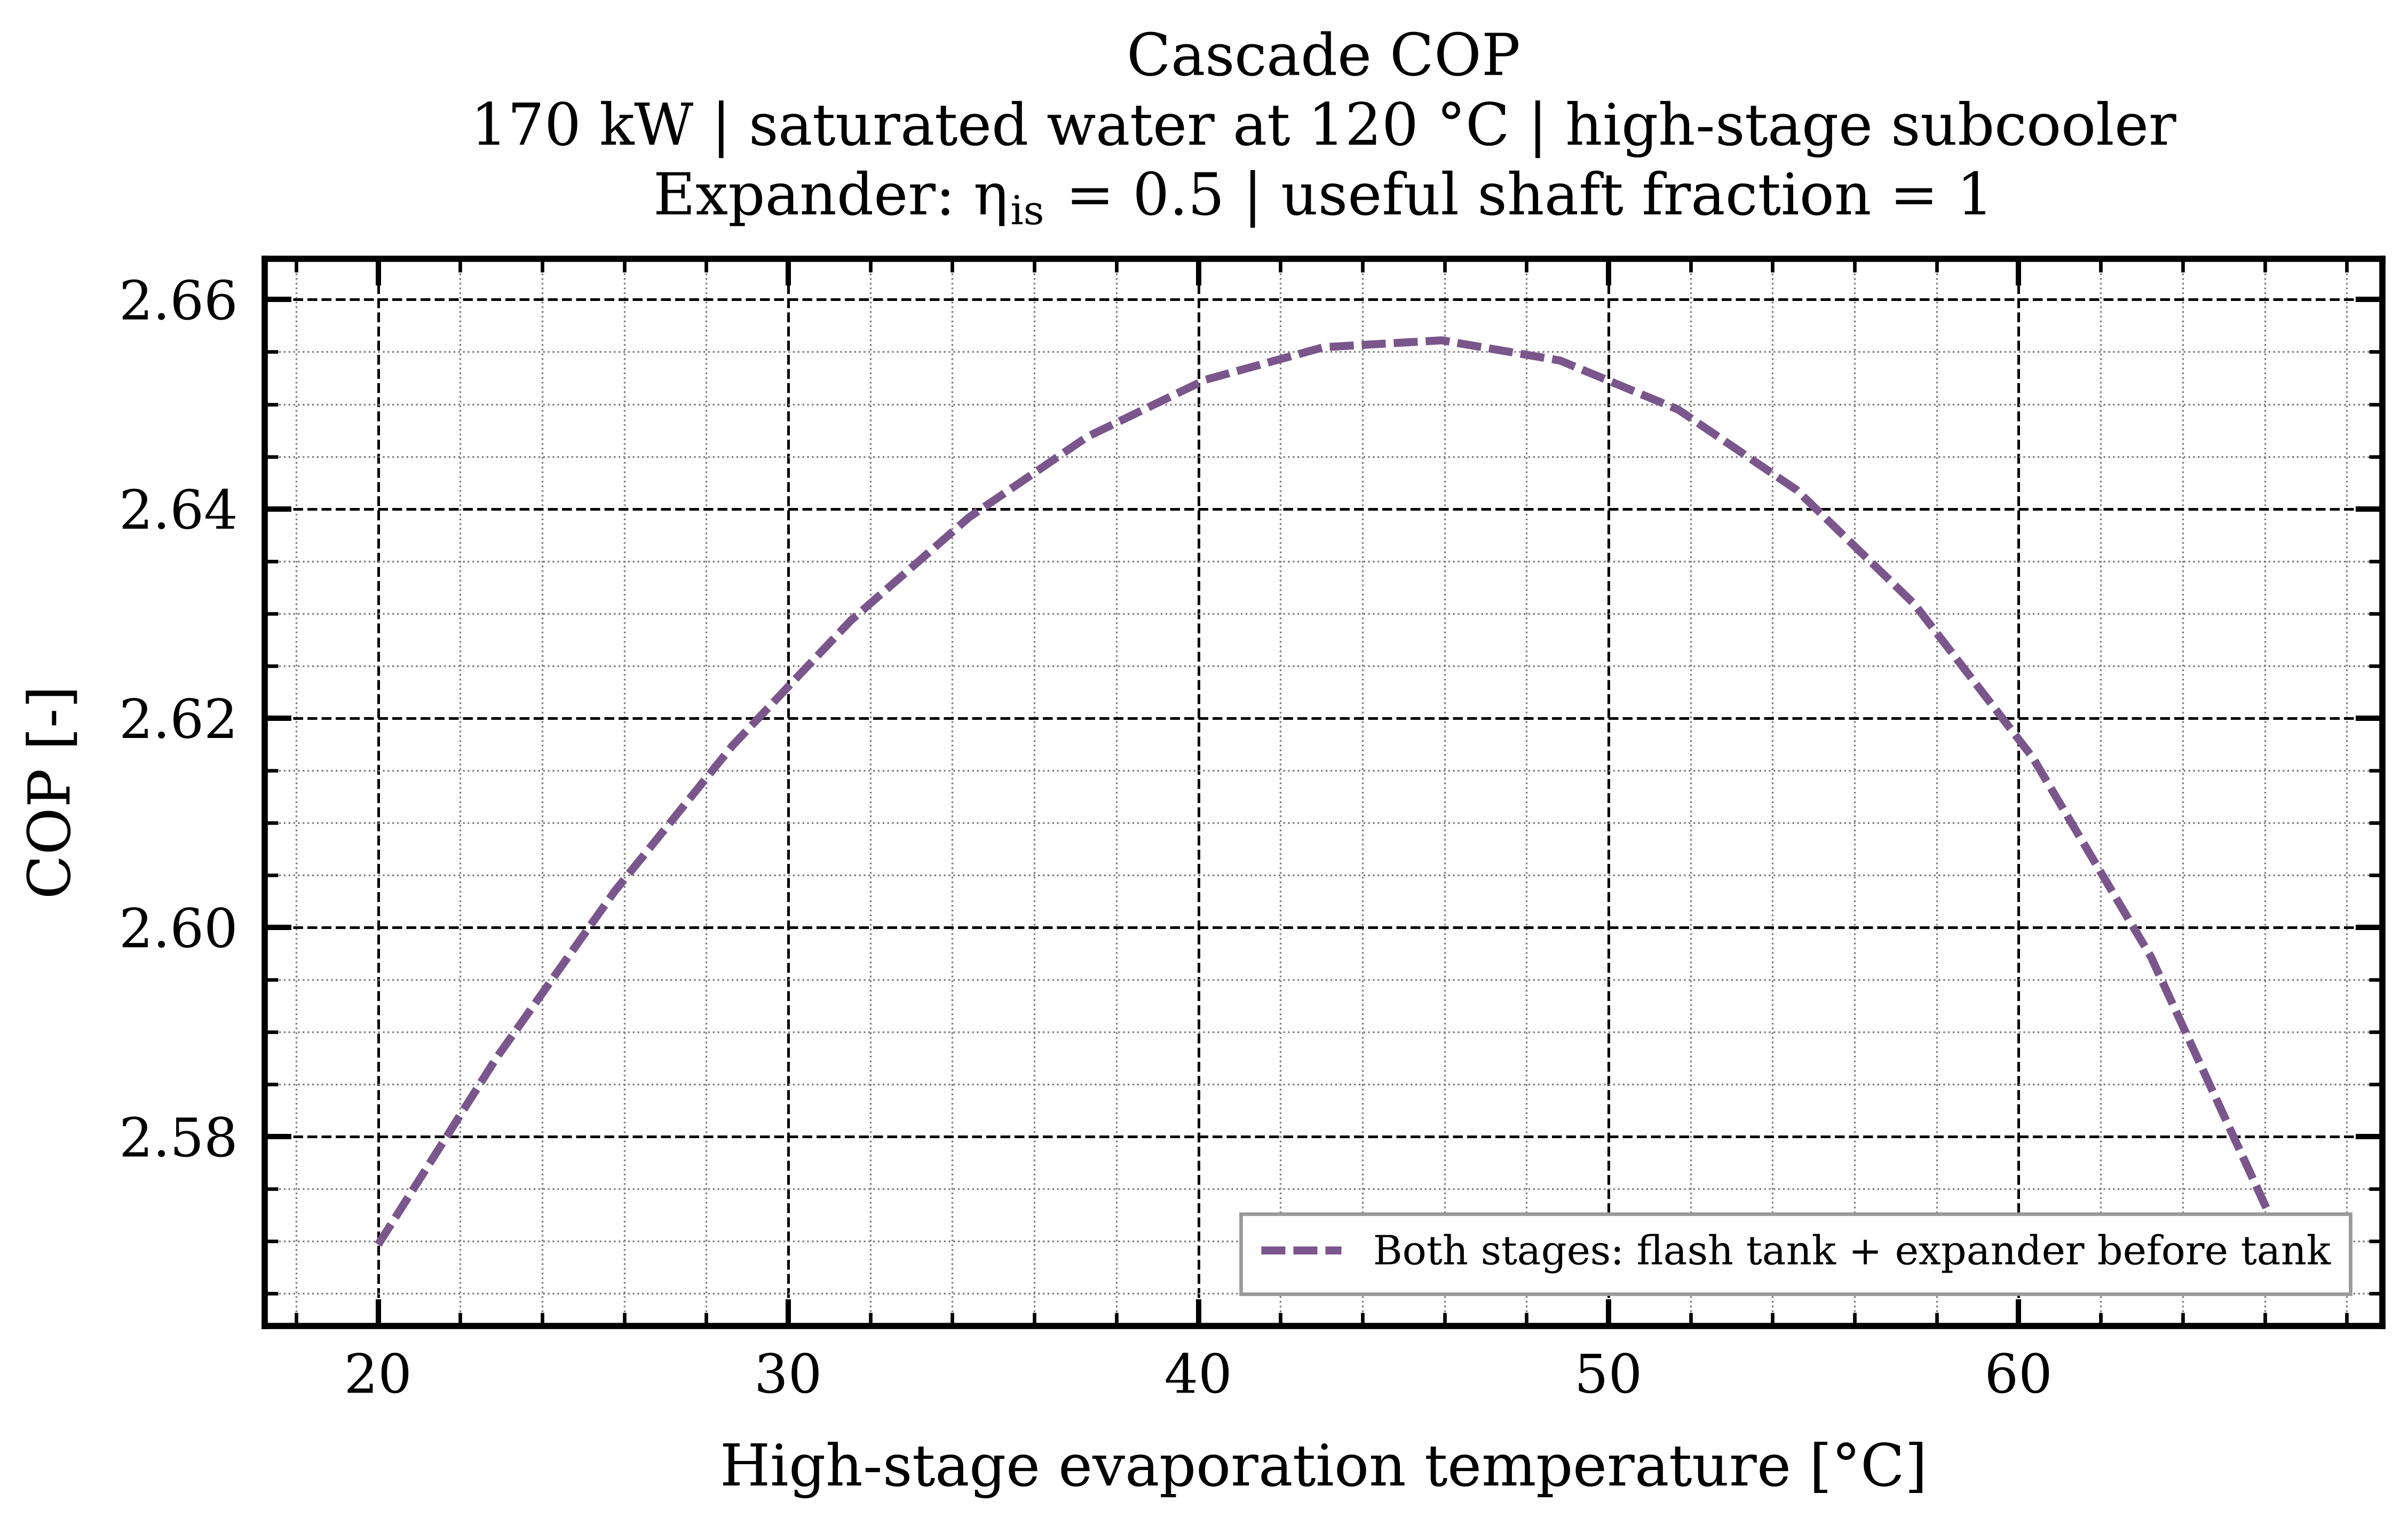 Cascade COP
170 kW | saturated water at 120 °C | high-stage subcooler
Expander: ηis = 0.5 | useful shaft fraction = 1
2.66
2.64
2.62
2.60
2.58
COP [-]
Both stages: flash tank + expander before tank
20 30 40 50 60
High-stage evaporation temperature [°C]